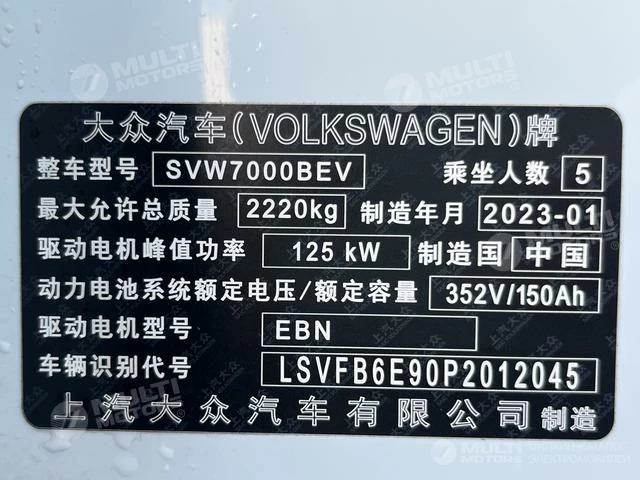 大众汽车(VOLKSWAGEN)牌
整车型号 SVW7000BEV 乘坐人数 5
最大允许总质量 2220kg 制造年月 2023-01
驱动电机峰值功率 125 kW 制造国 中国
动力电池系统额定电压/额定容量 352V/150Ah
驱动电机型号 EBN
车辆识别代号 LSVFB6E90P2012045
上汽大众汽车有限公司 制造
MULTI MOTORS